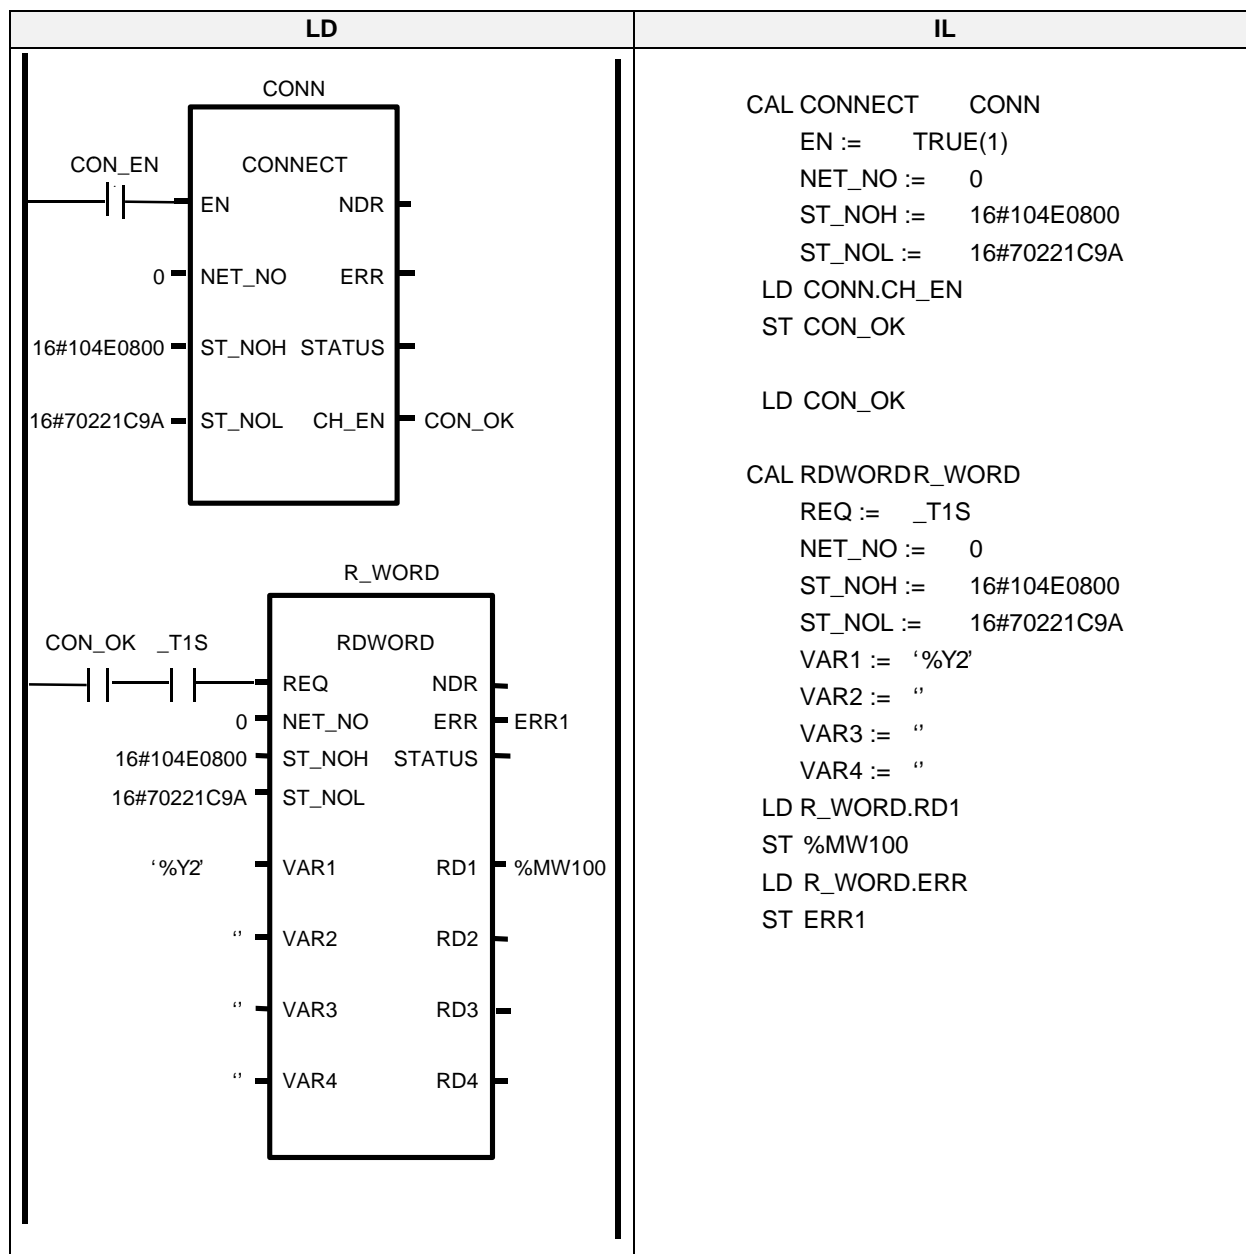 LD
IL
CONN
CON_EN
CONNECT
EN NDR
0 NET_NO ERR
16#104E0800 ST_NOH STATUS
16#70221C9A ST_NOL CH_EN CON_OK
R_WORD
CON_OK _T1S
RDWORD
REQ NDR
0 NET_NO ERR ERR1
16#104E0800 ST_NOH STATUS
16#70221C9A ST_NOL
‘%Y2’ VAR1 RD1 %MW100
‘’ VAR2 RD2
‘’ VAR3 RD3
‘’ VAR4 RD4
CAL CONNECT CONN
EN := TRUE(1)
NET_NO := 0
ST_NOH := 16#104E0800
ST_NOL := 16#70221C9A
LD CONN.CH_EN
ST CON_OK
LD CON_OK
CAL RDWORDR_WORD
REQ := _T1S
NET_NO := 0
ST_NOH := 16#104E0800
ST_NOL := 16#70221C9A
VAR1 := ‘%Y2’
VAR2 := ‘’
VAR3 := ‘’
VAR4 := ‘’
LD R_WORD.RD1
ST %MW100
LD R_WORD.ERR
ST ERR1